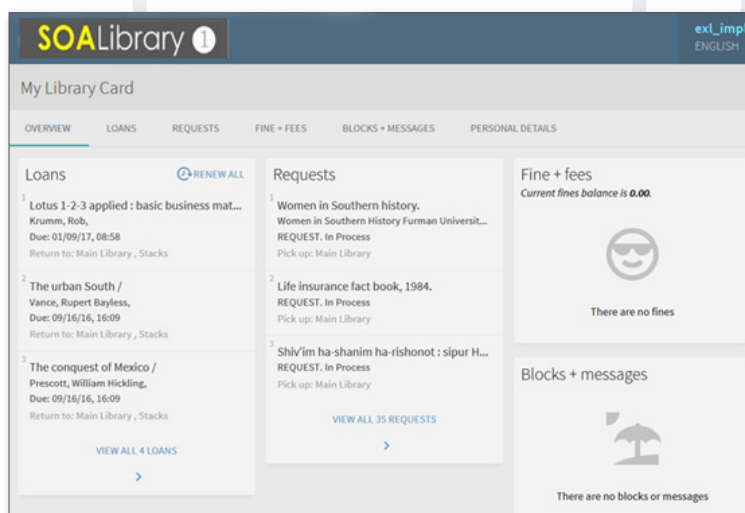 SOALibrary 1
exl_impl
ENGLISH
My Library Card
OVERVIEW LOANS REQUESTS FINE + FEES BLOCKS + MESSAGES PERSONAL DETAILS
Loans RENEW ALL
1 Lotus 1-2-3 applied : basic business mat...
Krumm, Rob,
Due: 01/09/17, 08:58
Return to: Main Library , Stacks
2 The urban South /
Vance, Rupert Bayless,
Due: 09/16/16, 16:09
Return to: Main Library , Stacks
3 The conquest of Mexico /
Prescott, William Hickling,
Due: 09/16/16, 16:09
Return to: Main Library , Stacks
VIEW ALL 4 LOANS
Requests
1 Women in Southern history.
Women in Southern History Furman Universit...
REQUEST. In Process
Pick up: Main Library
2 Life insurance fact book, 1984.
REQUEST. In Process
Pick up: Main Library
3 Shiv'im ha-shanim ha-rishonot : sipur H...
REQUEST. In Process
Pick up: Main Library
VIEW ALL 35 REQUESTS
Fine + fees
Current fines balance is 0.00.
There are no fines
Blocks + messages
There are no blocks or messages